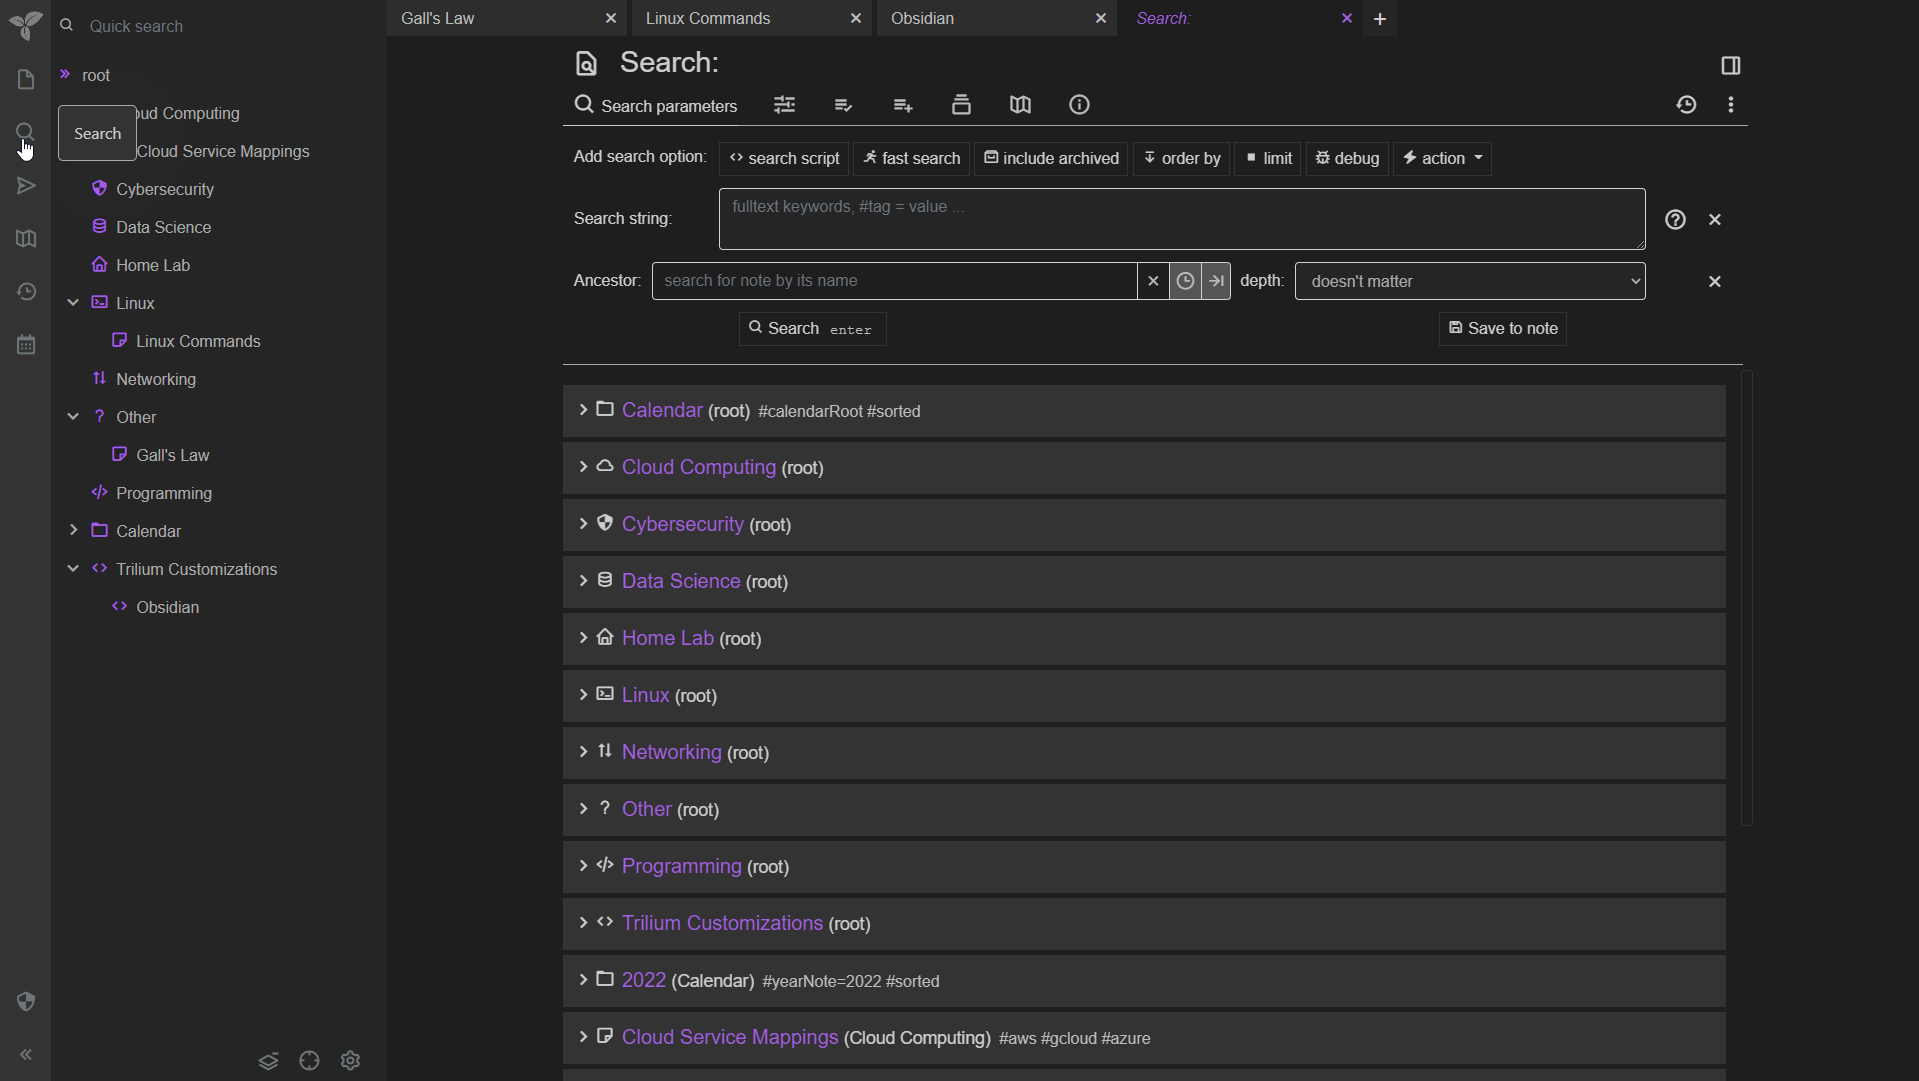 Quick search
Gall's Law
Linux Commands
Obsidian
Search:
root
oud Computing
Search
Cloud Service Mappings
Cybersecurity
Data Science
Home Lab
Linux
Linux Commands
Networking
Other
Gall's Law
Programming
Calendar
Trilium Customizations
Obsidian
Search:
Search parameters
Add search option: search script fast search include archived order by limit debug action
Search string: fulltext keywords, #tag = value ...
Ancestor: search for note by its name depth: doesn't matter
Search enter Save to note
Calendar (root) #calendarRoot #sorted
Cloud Computing (root)
Cybersecurity (root)
Data Science (root)
Home Lab (root)
Linux (root)
Networking (root)
? Other (root)
Programming (root)
Trilium Customizations (root)
2022 (Calendar) #yearNote=2022 #sorted
Cloud Service Mappings (Cloud Computing) #aws #gcloud #azure